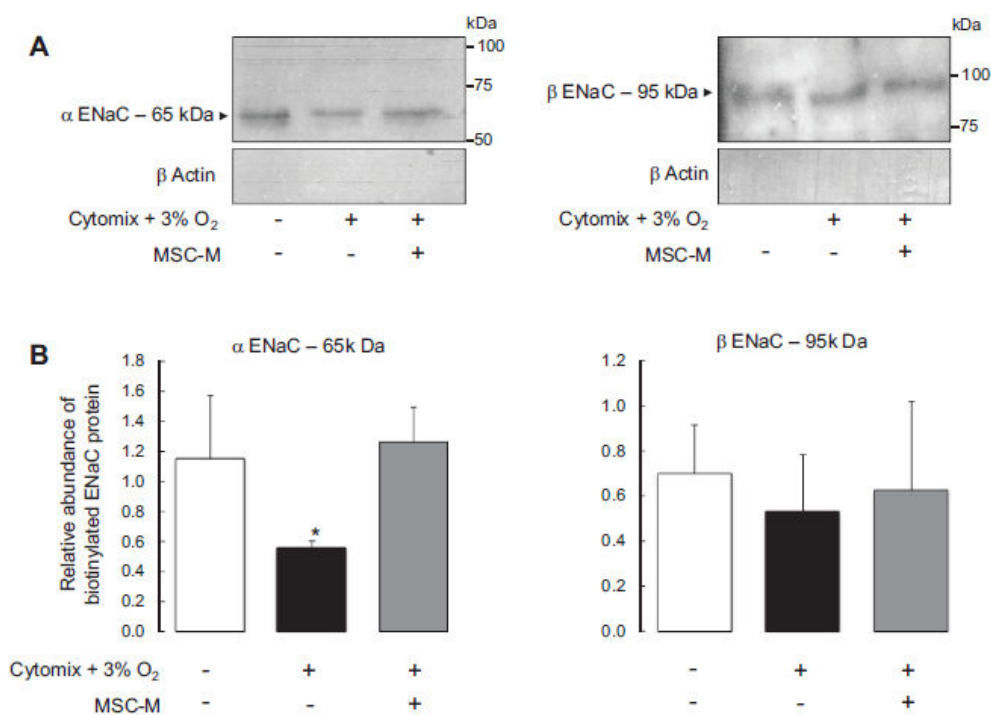 A
kDa
100
75
α ENaC – 65 kDa
50
β Actin
Cytomix + 3% O₂ - + +
MSC-M - - +
kDa
β ENaC – 95 kDa
100
75
β Actin
Cytomix + 3% O₂ - + +
MSC-M - - +
B
α ENaC – 65k Da
Relative abundance of
biotinylated ENaC protein
1.8
1.6
1.4
1.2
1.0
0.8
0.6
0.4
0.2
0.0
*
β ENaC – 95k Da
1.2
1.0
0.8
0.6
0.4
0.2
0.0
Cytomix + 3% O₂ - + + - + +
MSC-M - - + - - +